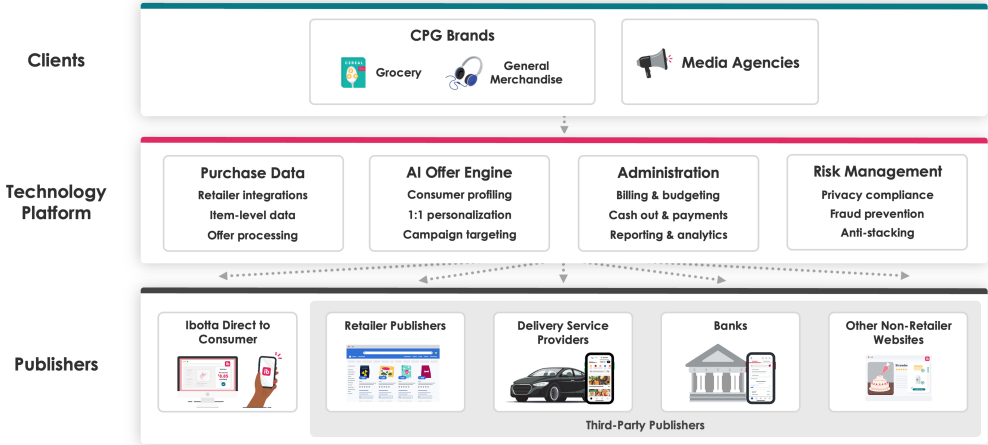 Clients
CPG Brands
CEREAL
Grocery
General
Merchandise
Media Agencies
Technology
Platform
Purchase Data
Retailer integrations
Item-level data
Offer processing
AI Offer Engine
Consumer profiling
1:1 personalization
Campaign targeting
Administration
Billing & budgeting
Cash out & payments
Reporting & analytics
Risk Management
Privacy compliance
Fraud prevention
Anti-stacking
Publishers
Ibotta Direct to
Consumer
Retailer Publishers
Delivery Service
Providers
Banks
Other Non-Retailer
Websites
Third-Party Publishers